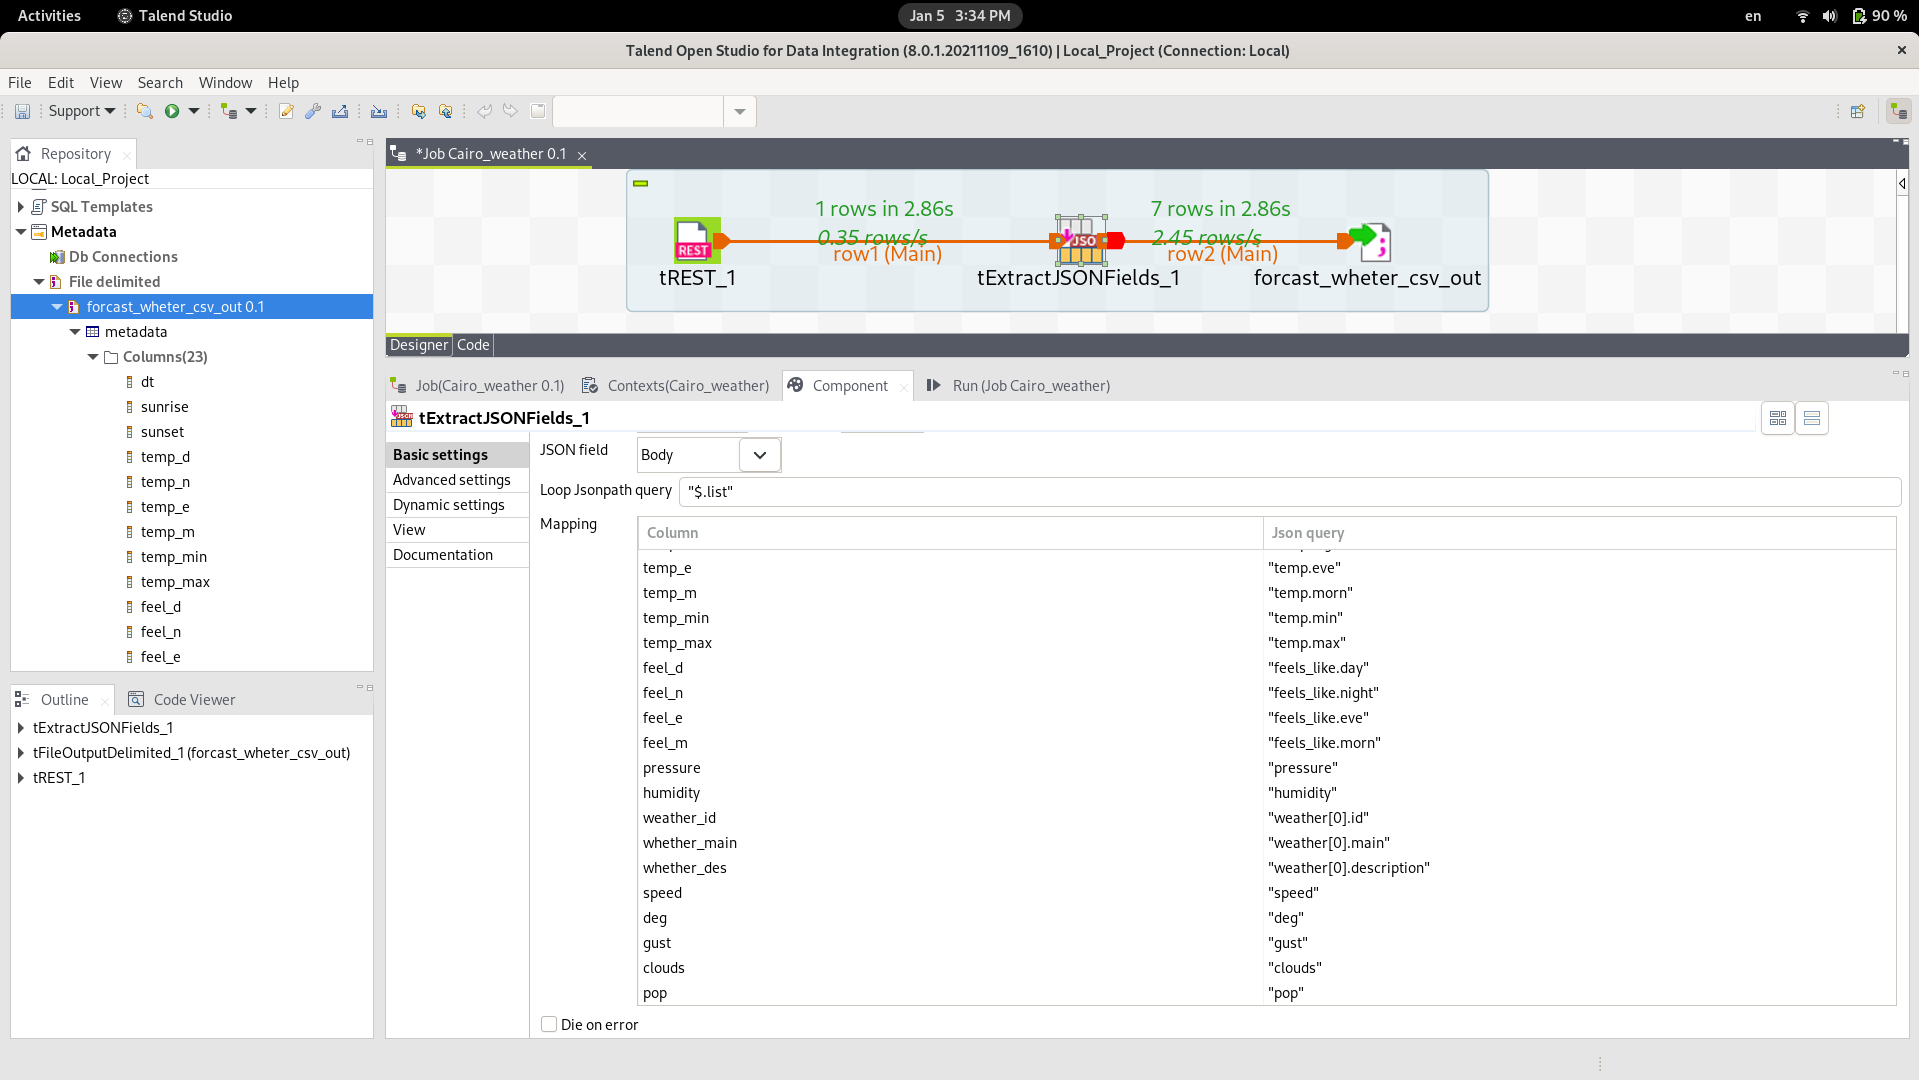 Activities
Talend Studio
Jan 5 3:34 PM
en
90 %
Talend Open Studio for Data Integration (8.0.1.20211109_1610) | Local_Project (Connection: Local)
File Edit View Search Window Help
Support
Repository
LOCAL: Local_Project
SQL Templates
Metadata
Db Connections
File delimited
forcast_wheter_csv_out 0.1
metadata
Columns(23)
dt
sunrise
sunset
temp_d
temp_n
temp_e
temp_m
temp_min
temp_max
feel_d
feel_n
feel_e
Outline
Code Viewer
tExtractJSONFields_1
tFileOutputDelimited_1 (forcast_wheter_csv_out)
tREST_1
*Job Cairo_weather 0.1
1 rows in 2.86s
0.35 rows/s
row1 (Main)
7 rows in 2.86s
2.45 rows/s
row2 (Main)
REST
JSO
tREST_1
tExtractJSONFields_1
forcast_wheter_csv_out
Designer Code
Job(Cairo_weather 0.1)
Contexts(Cairo_weather)
Component
Run (Job Cairo_weather)
tExtractJSONFields_1
Basic settings
Advanced settings
Dynamic settings
View
Documentation
JSON field Body
Loop Jsonpath query "$.list"
Mapping
Column Json query
temp_e "temp.eve"
temp_m "temp.morn"
temp_min "temp.min"
temp_max "temp.max"
feel_d "feels_like.day"
feel_n "feels_like.night"
feel_e "feels_like.eve"
feel_m "feels_like.morn"
pressure "pressure"
humidity "humidity"
weather_id "weather[0].id"
whether_main "weather[0].main"
whether_des "weather[0].description"
speed "speed"
deg "deg"
gust "gust"
clouds "clouds"
pop "pop"
Die on error